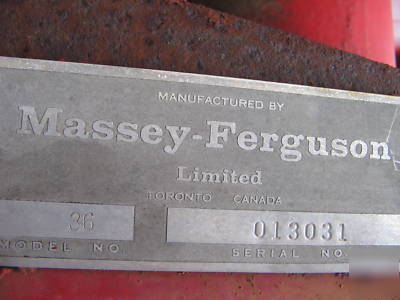 MANUFACTURED BY
Massey-Ferguson
Limited
TORONTO CANADA
36 013031
MODEL NO. SERIAL NO.